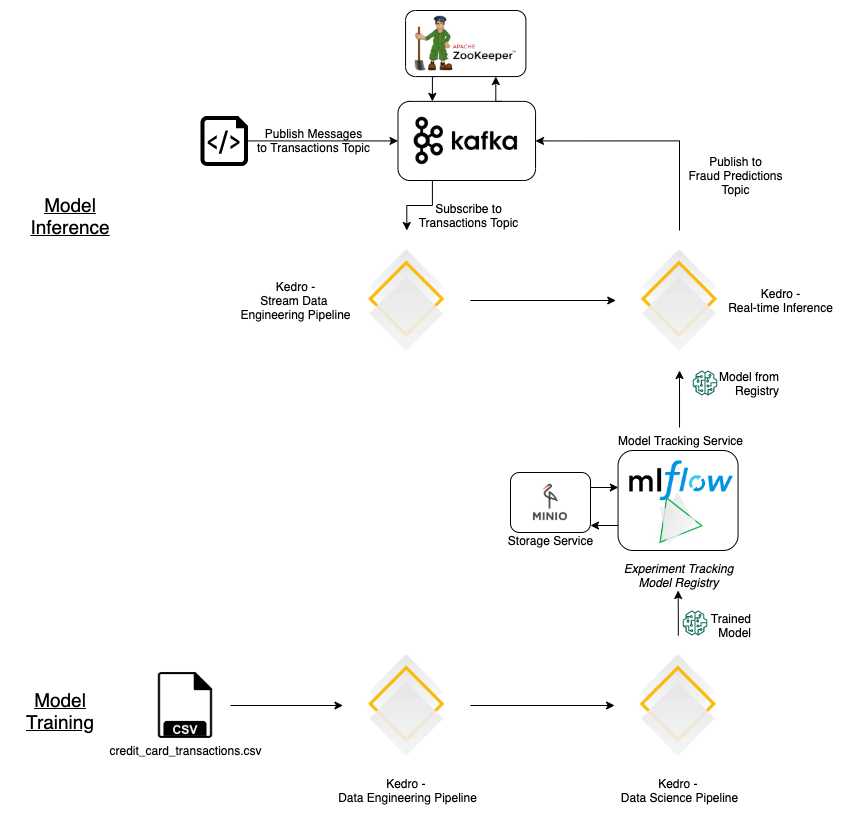 APACHE
ZooKeeper™
</>
Publish Messages
to Transactions Topic
kafka
Publish to
Fraud Predictions
Topic
Model
Inference
Subscribe to
Transactions Topic
Kedro -
Stream Data
Engineering Pipeline
Kedro -
Real-time Inference
Model from
Registry
Model Tracking Service
mlflow
MINIO
Storage Service
Experiment Tracking
Model Registry
Trained
Model
Model
Training
CSV
credit_card_transactions.csv
Kedro -
Data Engineering Pipeline
Kedro -
Data Science Pipeline